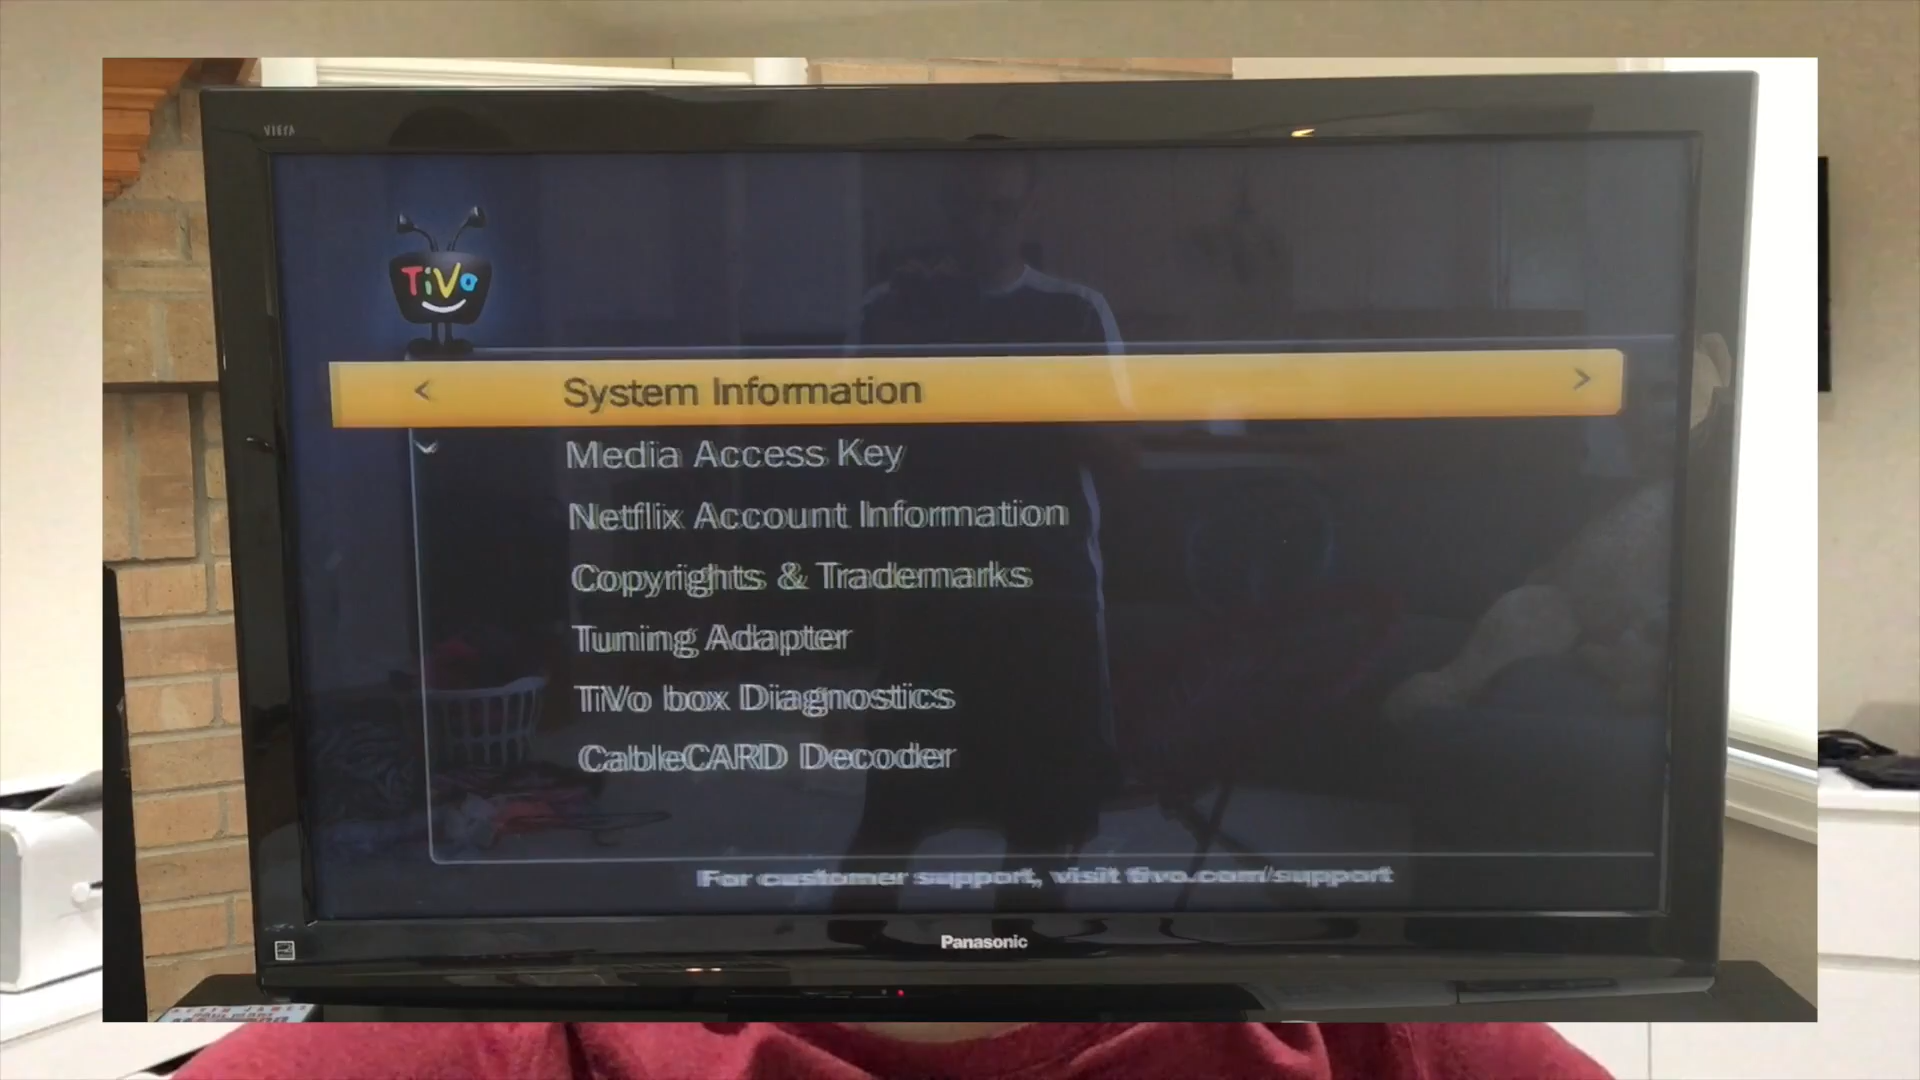 VIERA
TiVo
< System Information >
Media Access Key
Netflix Account Information
Copyrights & Trademarks
Tuning Adapter
TiVo box Diagnostics
CableCARD Decoder
For customer support, visit tivo.com/support
Panasonic